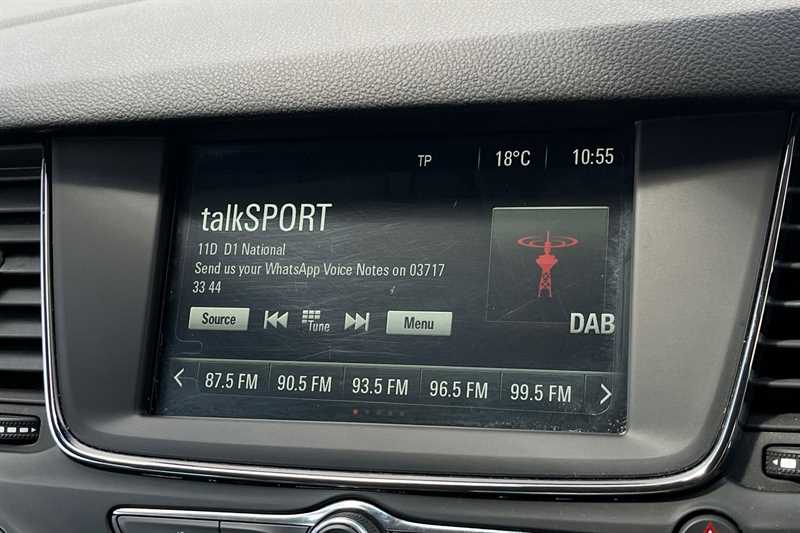 TP 18°C 10:55
talkSPORT
11D D1 National
Send us your WhatsApp Voice Notes on 03717
33 44
DAB
Source Tune Menu
87.5 FM 90.5 FM 93.5 FM 96.5 FM 99.5 FM